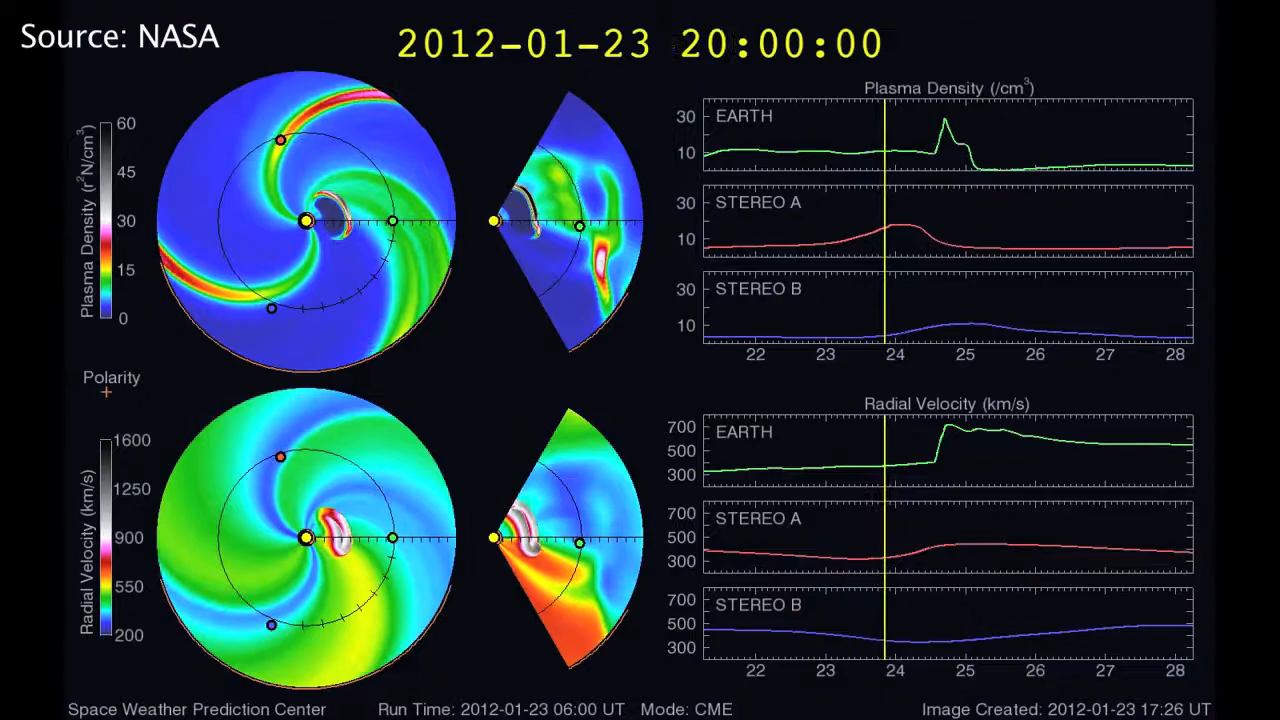 Source: NASA
2012-01-23 20:00:00
Plasma Density (/cm³)
Plasma Density (r²N/cm³)
60
45
30
15
0
EARTH
30
10
STEREO A
30
10
STEREO B
30
10
22 23 24 25 26 27 28
Polarity
+
Radial Velocity (km/s)
Radial Velocity (km/s)
1600
1250
900
550
200
EARTH
700
500
300
STEREO A
700
500
300
STEREO B
700
500
300
22 23 24 25 26 27 28
Space Weather Prediction Center Run Time: 2012-01-23 06:00 UT Mode: CME Image Created: 2012-01-23 17:26 UT